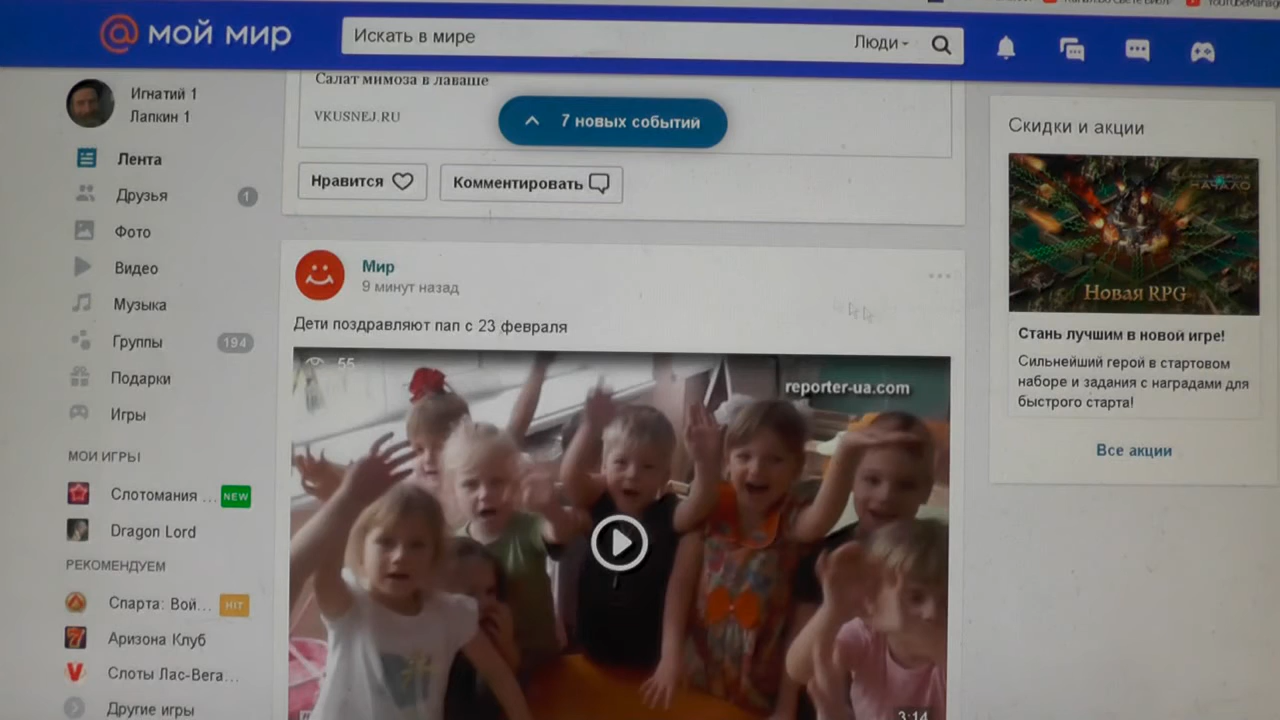 мой мир
Искать в мире
Люди
Игнатий 1
Лапкин 1
Лента
Друзья
1
Фото
Видео
Музыка
Группы
194
Подарки
Игры
МОИ ИГРЫ
Слотомания ...
NEW
Dragon Lord
РЕКОМЕНДУЕМ
Спарта: Вой...
HIT
Аризона Клуб
Слоты Лас-Вега...
Другие игры
Салат мимоза в лаваше
VKUSNEJ.RU
7 новых событий
Нравится
Комментировать
Мир
9 минут назад
Дети поздравляют пап с 23 февраля
55
reporter-ua.com
3:14
Скидки и акции
НАЧАЛО
Новая RPG
Стань лучшим в новой игре!
Сильнейший герой в стартовом
наборе и задания с наградами для
быстрого старта!
Все акции